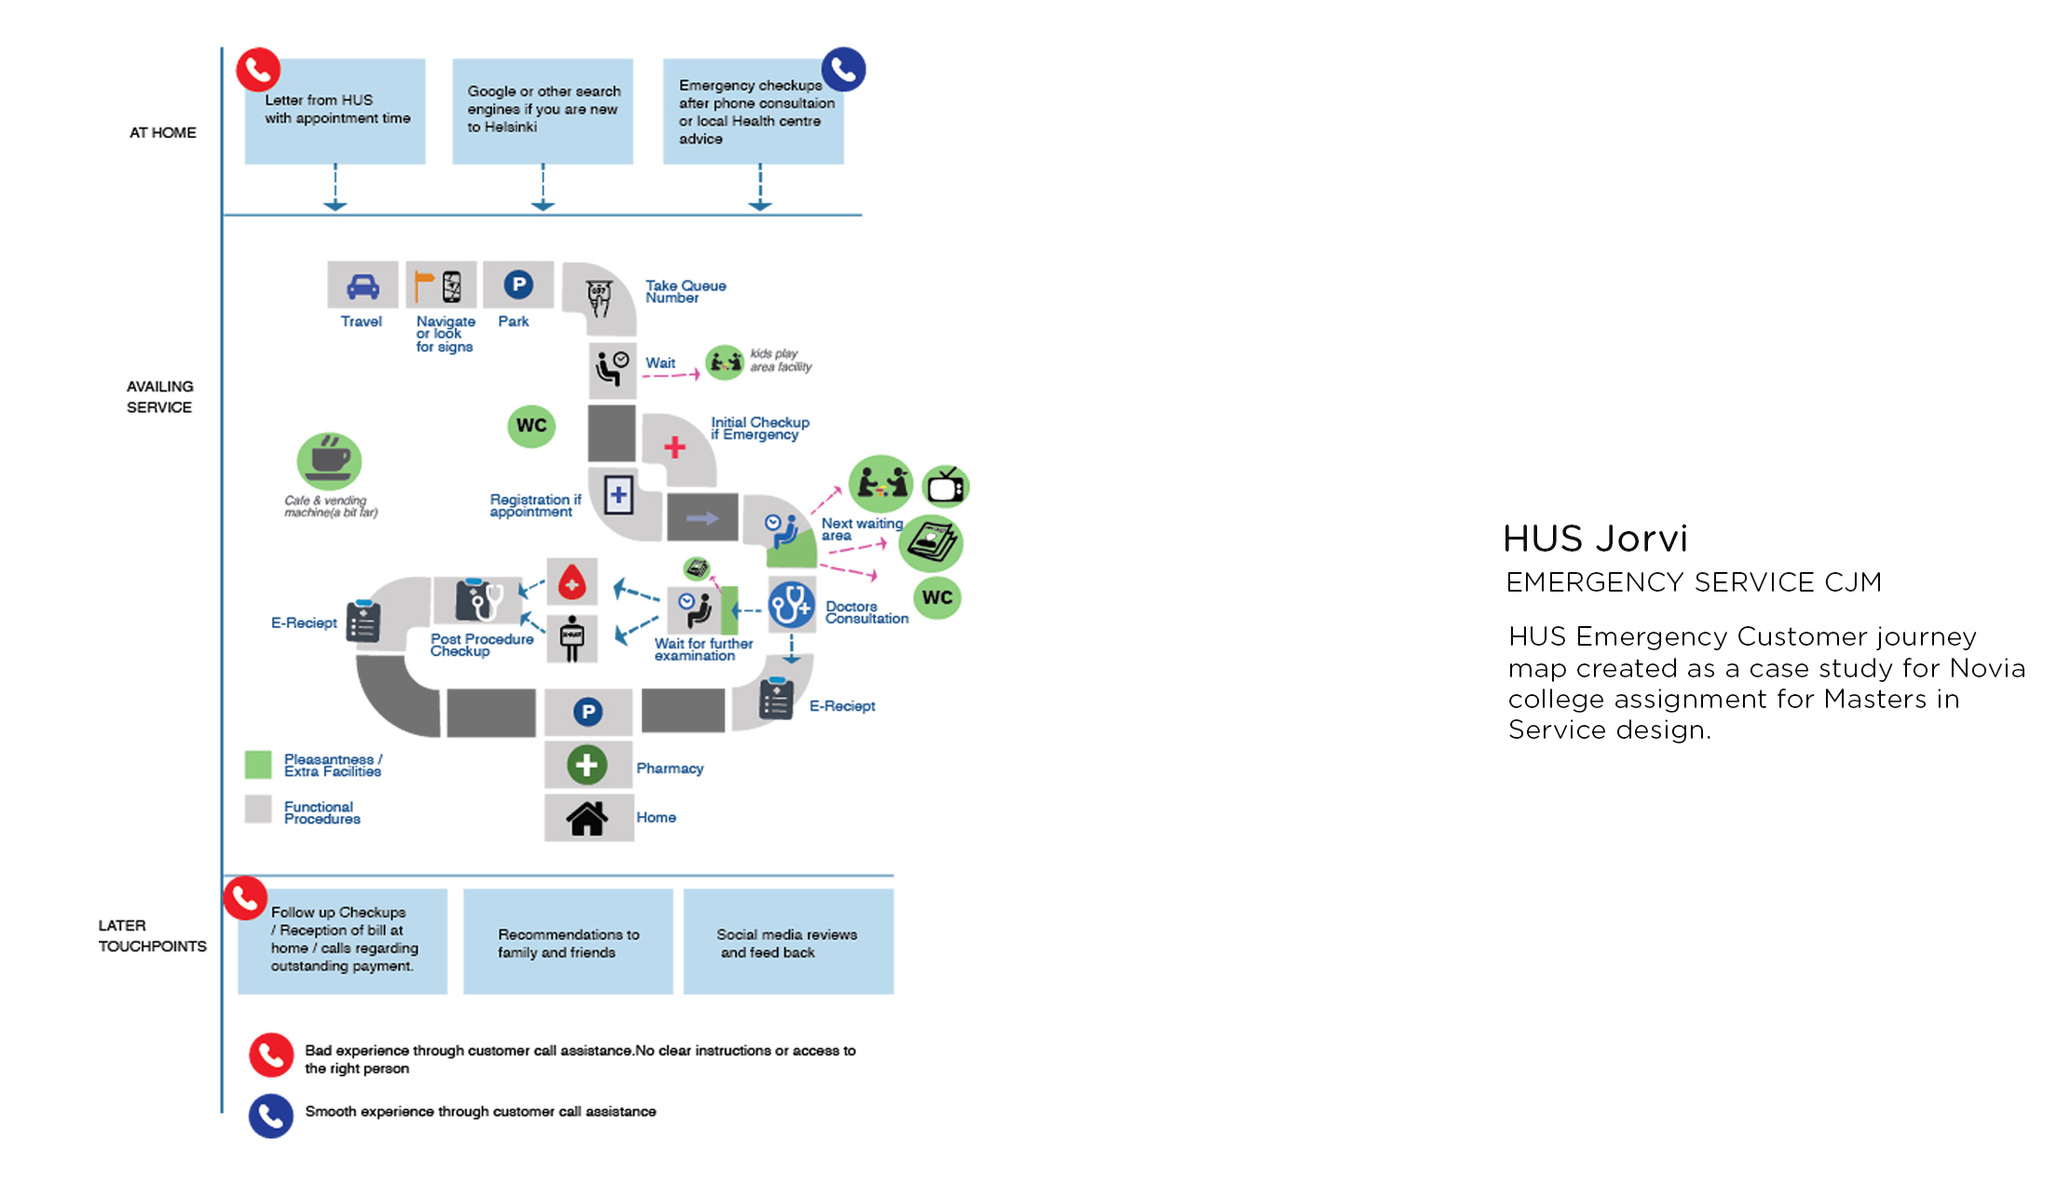 AT HOME
Letter from HUS
with appointment time
Google or other search
engines if you are new
to Helsinki
Emergency checkups
after phone consultaion
or local Health centre
advice
AVAILING
SERVICE
Travel
Navigate
or look
for signs
P
Park
Take Queue
Number
Wait
kids play
area facility
WC
Initial Checkup
if Emergency
Cafe & vending
machine(a bit far)
Registration if
appointment
Next waiting
area
WC
Doctors
Consultation
Wait for further
examination
X-RAY
Post Procedure
Checkup
E-Reciept
E-Reciept
P
Pharmacy
Home
Pleasantness /
Extra Facilities
Functional
Procedures
LATER
TOUCHPOINTS
Follow up Checkups
/ Reception of bill at
home / calls regarding
outstanding payment.
Recommendations to
family and friends
Social media reviews
and feed back
Bad experience through customer call assistance.No clear instructions or access to
the right person
Smooth experience through customer call assistance
HUS Jorvi
EMERGENCY SERVICE CJM
HUS Emergency Customer journey
map created as a case study for Novia
college assignment for Masters in
Service design.